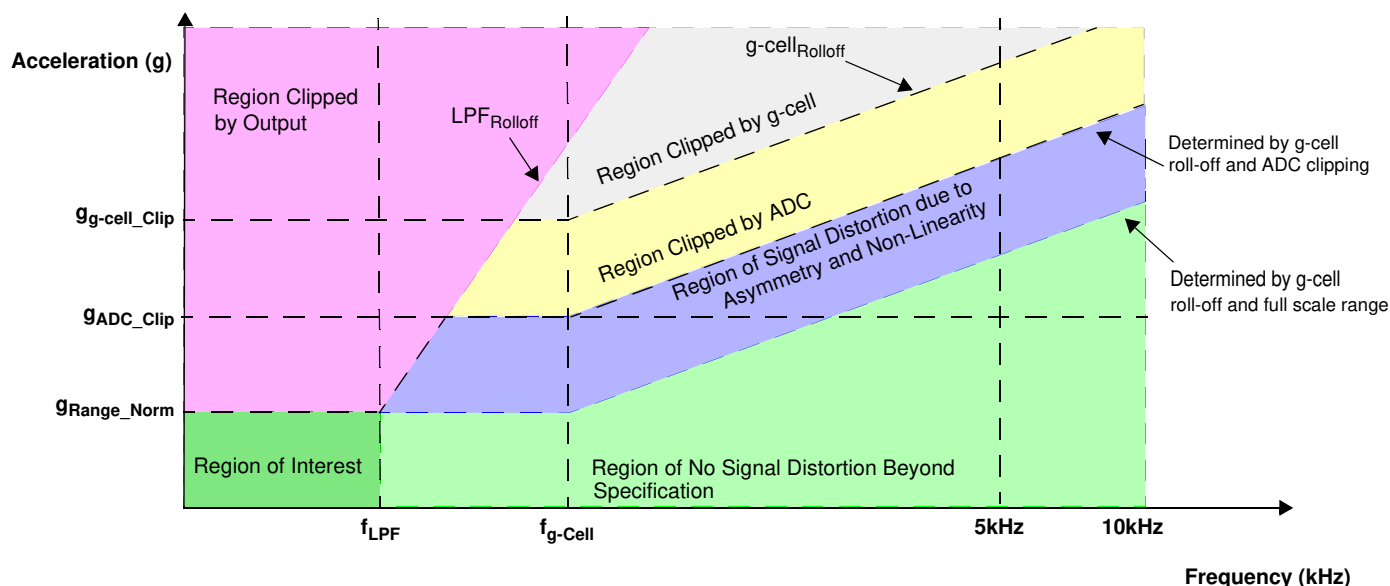 Acceleration (g)
Region Clipped
by Output
LPFRolloff
g-cellRolloff
Region Clipped by g-cell
Region Clipped by ADC
Region of Signal Distortion due to
Asymmetry and Non-Linearity
Determined by g-cell
roll-off and ADC clipping
Determined by g-cell
roll-off and full scale range
gg-cell_Clip
gADC_Clip
gRange_Norm
Region of Interest
Region of No Signal Distortion Beyond
Specification
fLPF
fg-Cell
5kHz
10kHz
Frequency (kHz)